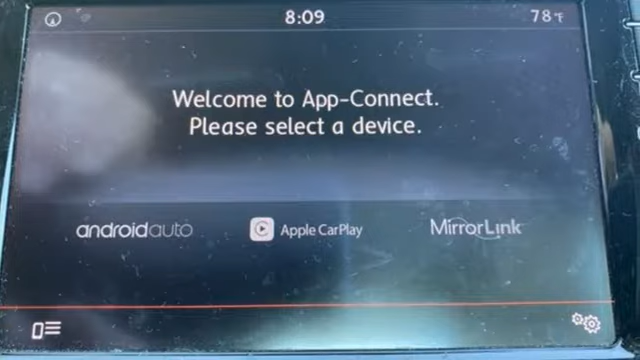 8:09
78°F
Welcome to App-Connect.
Please select a device.
androidauto
Apple CarPlay
MirrorLink